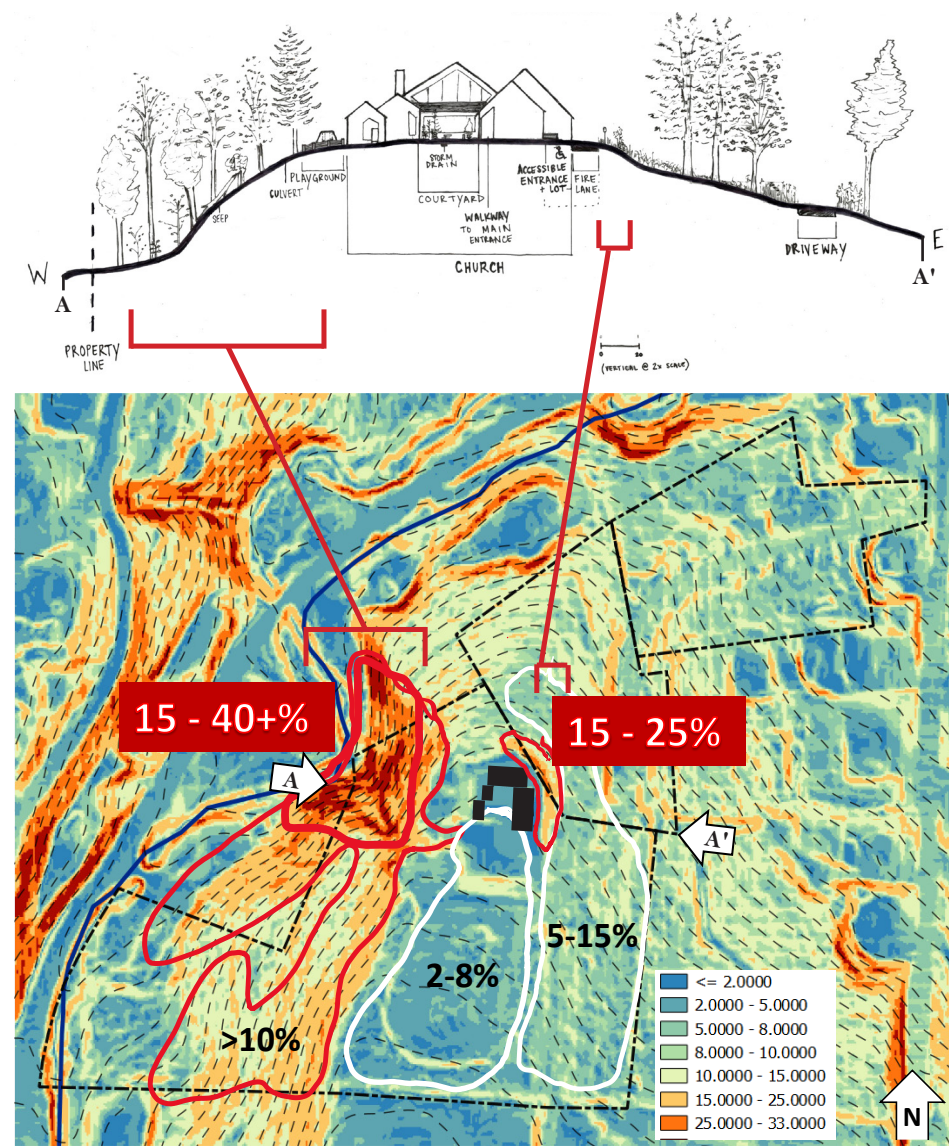 STORM
DRAIN
PLAYGROUND
CULVERT
SEEP
COURTYARD
ACCESSIBLE
ENTRANCE
+ LOT
FIRE
LANE
WALKWAY
TO MAIN
ENTRANCE
DRIVEWAY
CHURCH
W
E
A
A'
PROPERTY
LINE
0 20
(VERTICAL @ 2X SCALE)
15 - 40+%
15 - 25%
A
A'
5-15%
2-8%
>10%
<= 2.0000
2.0000 - 5.0000
5.0000 - 8.0000
8.0000 - 10.0000
10.0000 - 15.0000
15.0000 - 25.0000
25.0000 - 33.0000
N